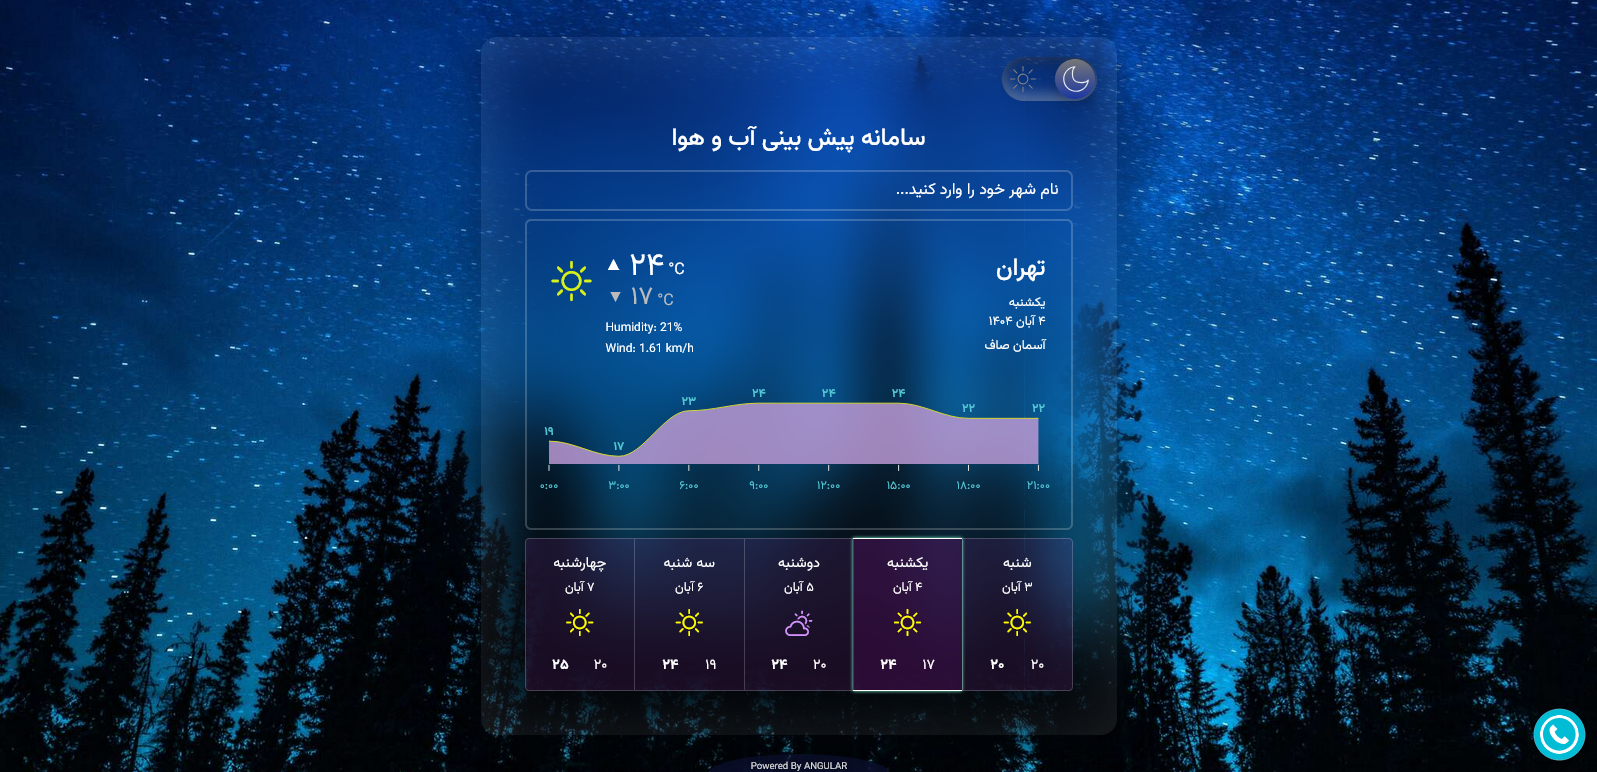 سامانه پیش بینی آب و هوا
نام شهر خود را وارد کنید...
تهران
یکشنبه
۴ آبان ۱۴۰۴
آسمان صاف
▲ ۲۴ °C
▼ ۱۷ °C
Humidity: 21%
Wind: 1.61 km/h
۱۹ ۱۷ ۲۳ ۲۴ ۲۴ ۲۴ ۲۲ ۲۲
۰:۰۰ ۳:۰۰ ۶:۰۰ ۹:۰۰ ۱۲:۰۰ ۱۵:۰۰ ۱۸:۰۰ ۲۱:۰۰
شنبه
۳ آبان
۲۰ ۲۰
یکشنبه
۴ آبان
۱۷ ۲۴
دوشنبه
۵ آبان
۲۰ ۲۴
سه شنبه
۶ آبان
۱۹ ۲۴
چهارشنبه
۷ آبان
۲۰ ۲۵
Powered By ANGULAR